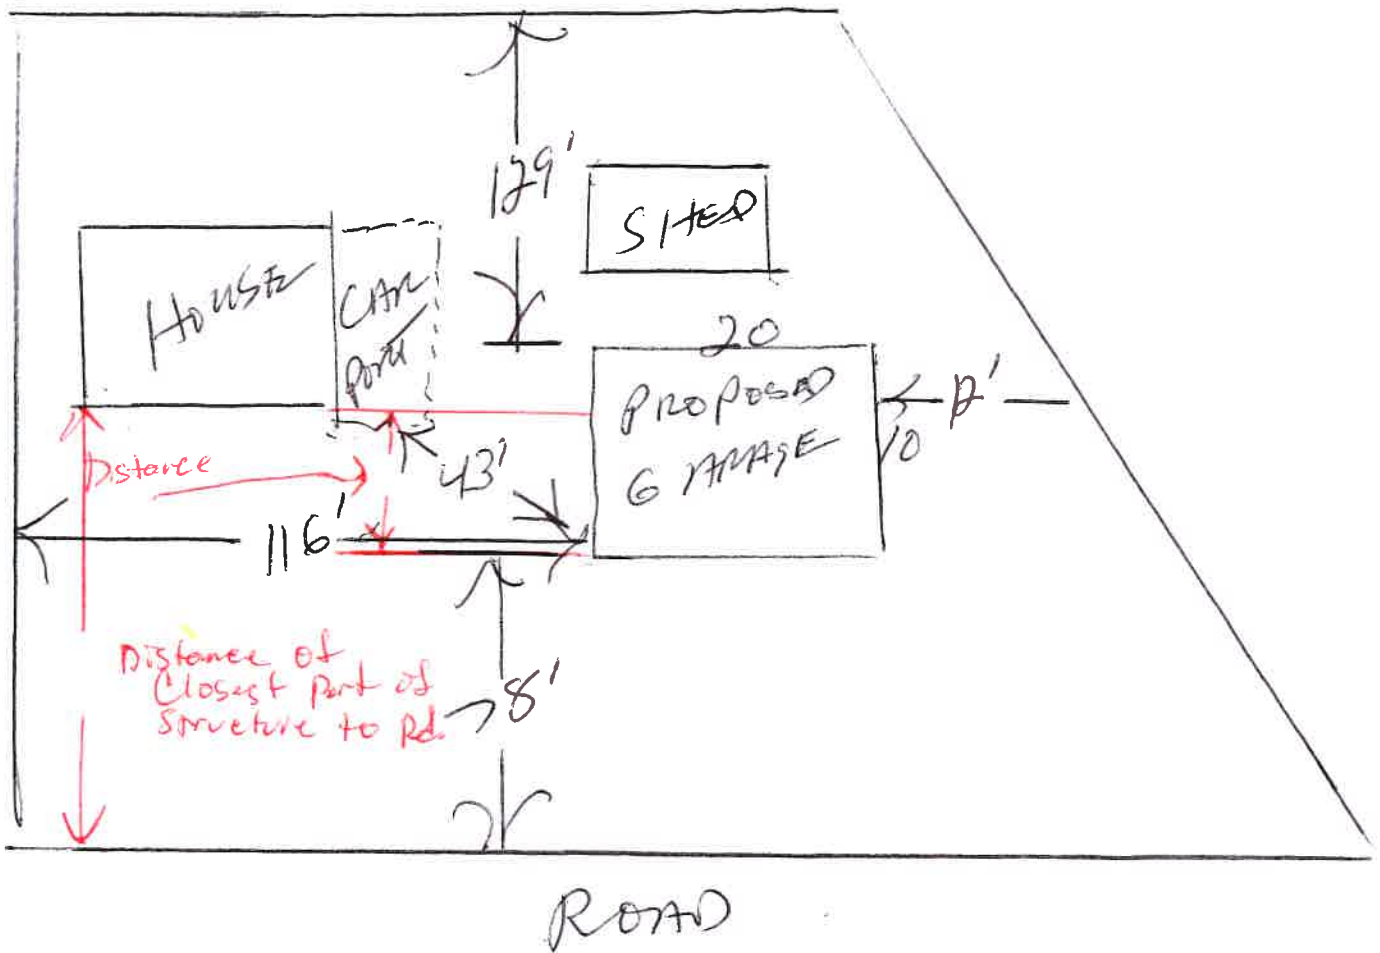 129'
SHED
HOUSE
CAR
PORT
20
PROPOSED
GARAGE
12'
10
43'
Distance
116'
Distance of
Closest Part of
Structure to Rd.
8'
ROAD